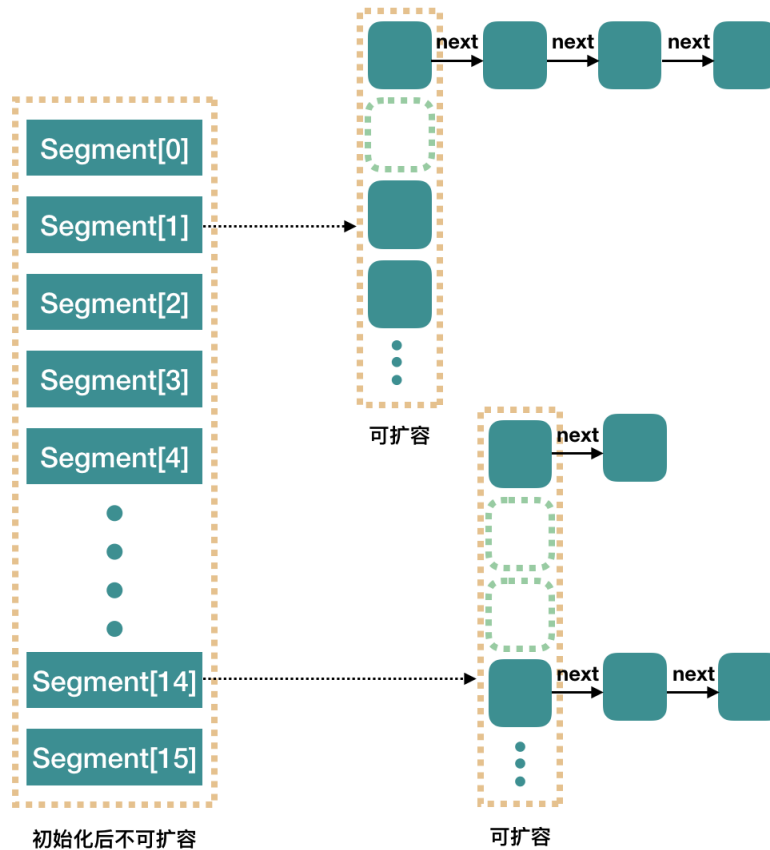 next next next
Segment[0]
Segment[1]
Segment[2]
Segment[3]
Segment[4]
可扩容
next
Segment[14]
next next
Segment[15]
初始化后不可扩容
可扩容